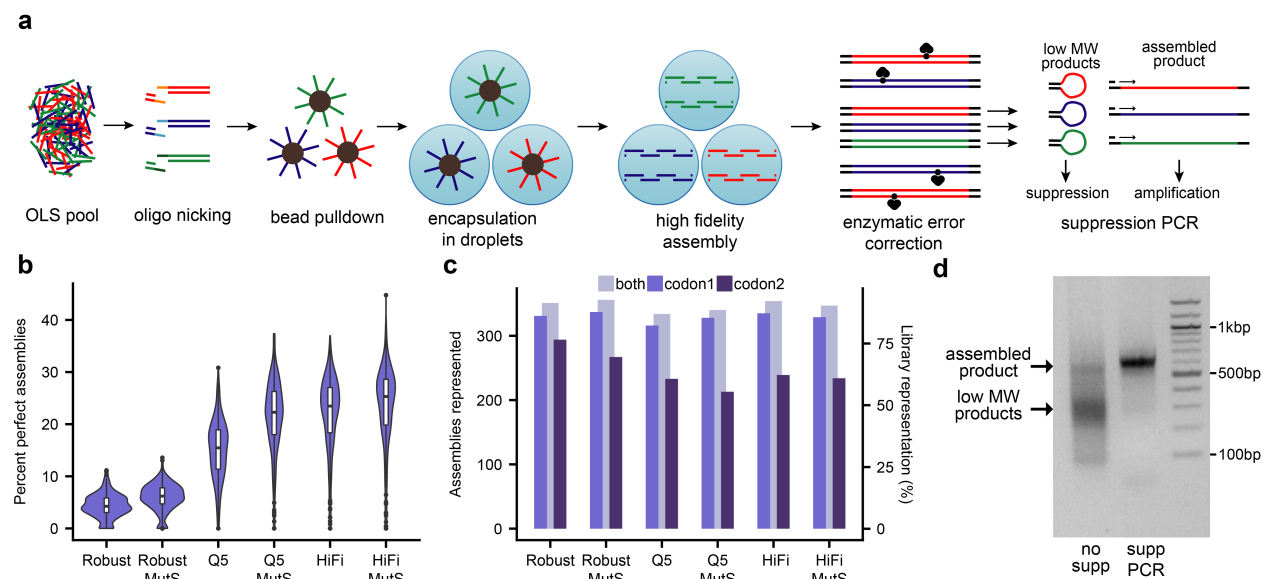 a
OLS pool
oligo nicking
bead pulldown
encapsulation
in droplets
high fidelity
assembly
enzymatic error
correction
low MW
products
assembled
product
suppression
amplification
suppression PCR
b
Percent perfect assemblies
40
30
20
10
0
Robust
Robust
MutS
Q5
Q5
MutS
HiFi
HiFi
MutS
c
both
codon1
codon2
Assemblies represented
300
200
100
0
Library representation (%)
75
50
25
0
Robust
Robust
MutS
Q5
Q5
MutS
HiFi
HiFi
MutS
d
assembled
product
low MW
products
1kbp
500bp
100bp
no
supp
supp
PCR